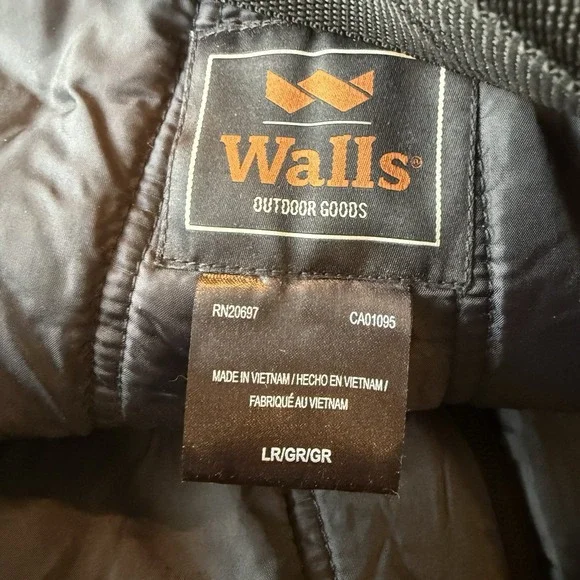 Walls®
OUTDOOR GOODS
RN20697 CA01095
MADE IN VIETNAM / HECHO EN VIETNAM /
FABRIQUÉ AU VIETNAM
LR/GR/GR